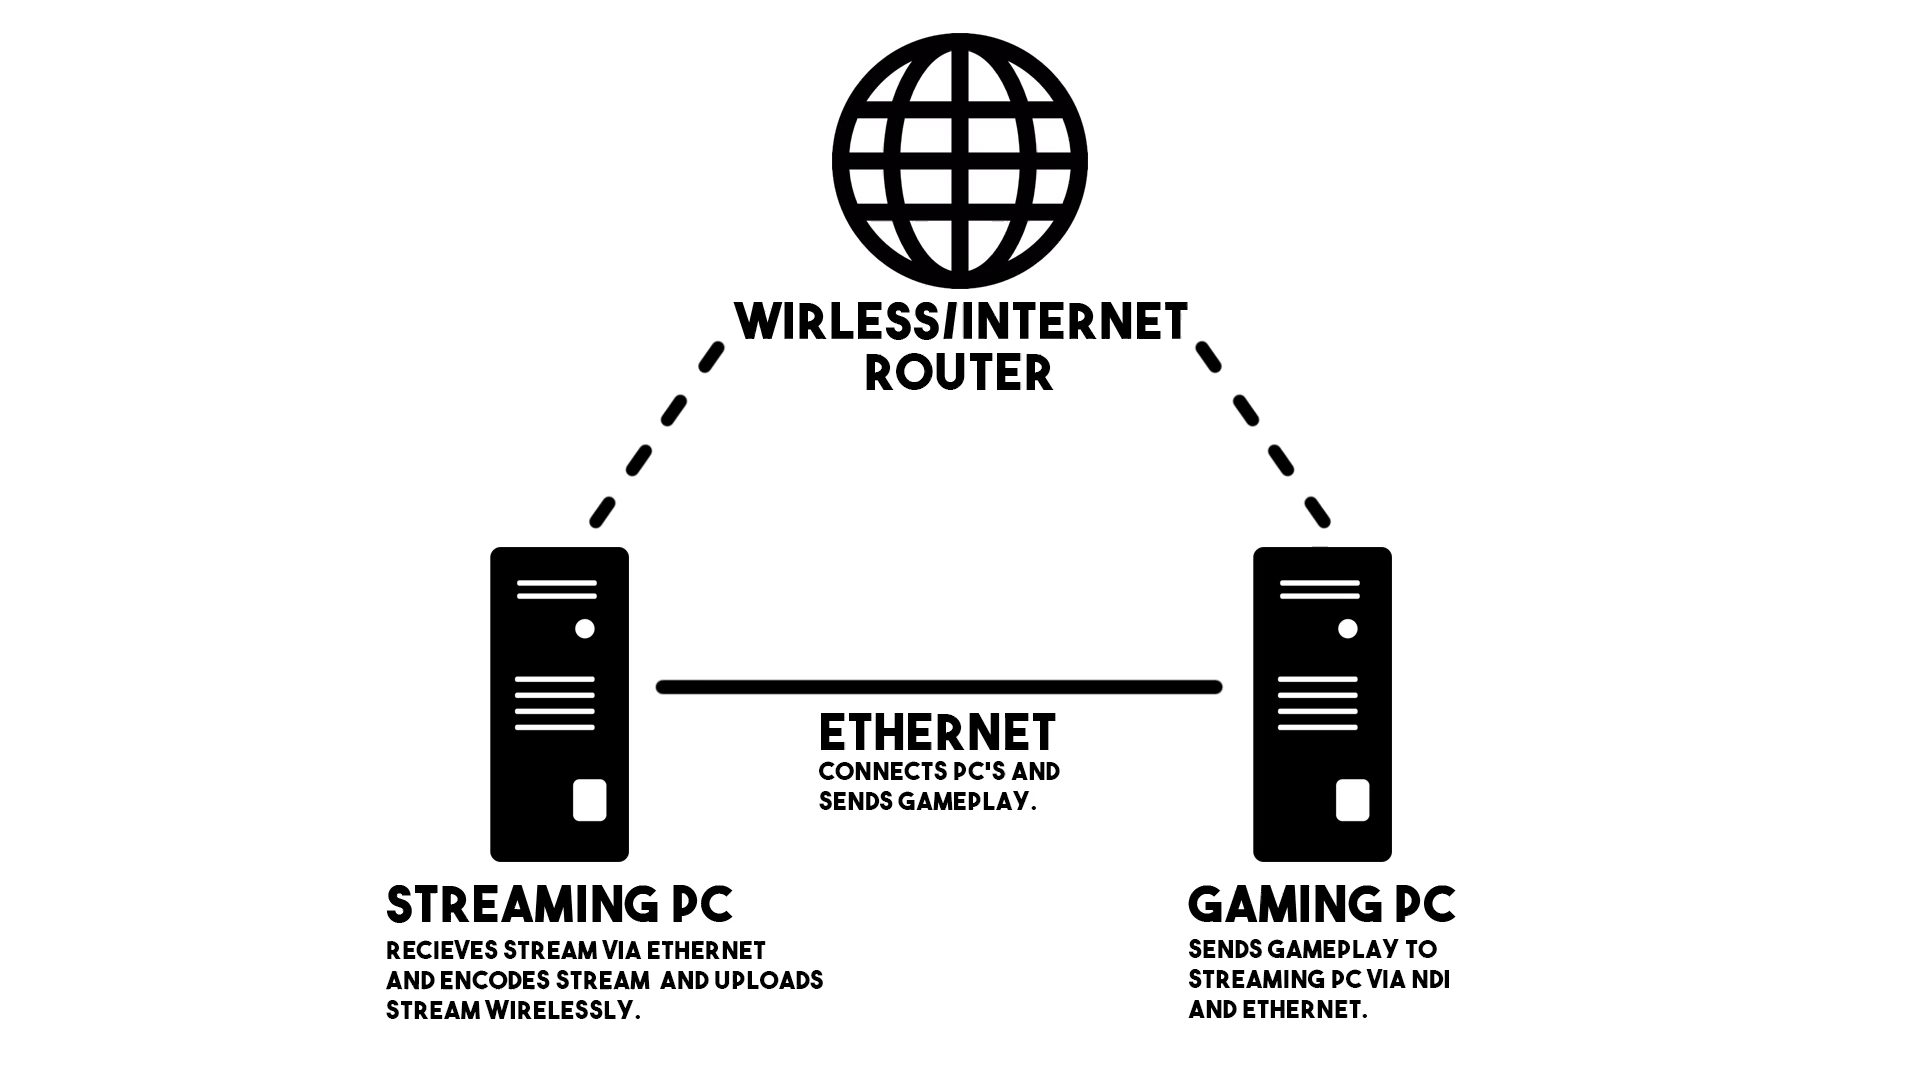 WIRLESS/INTERNET
ROUTER
ETHERNET
CONNECTS PC'S AND
SENDS GAMEPLAY.
STREAMING PC
RECIEVES STREAM VIA ETHERNET
AND ENCODES STREAM AND UPLOADS
STREAM WIRELESSLY.
GAMING PC
SENDS GAMEPLAY TO
STREAMING PC VIA NDI
AND ETHERNET.